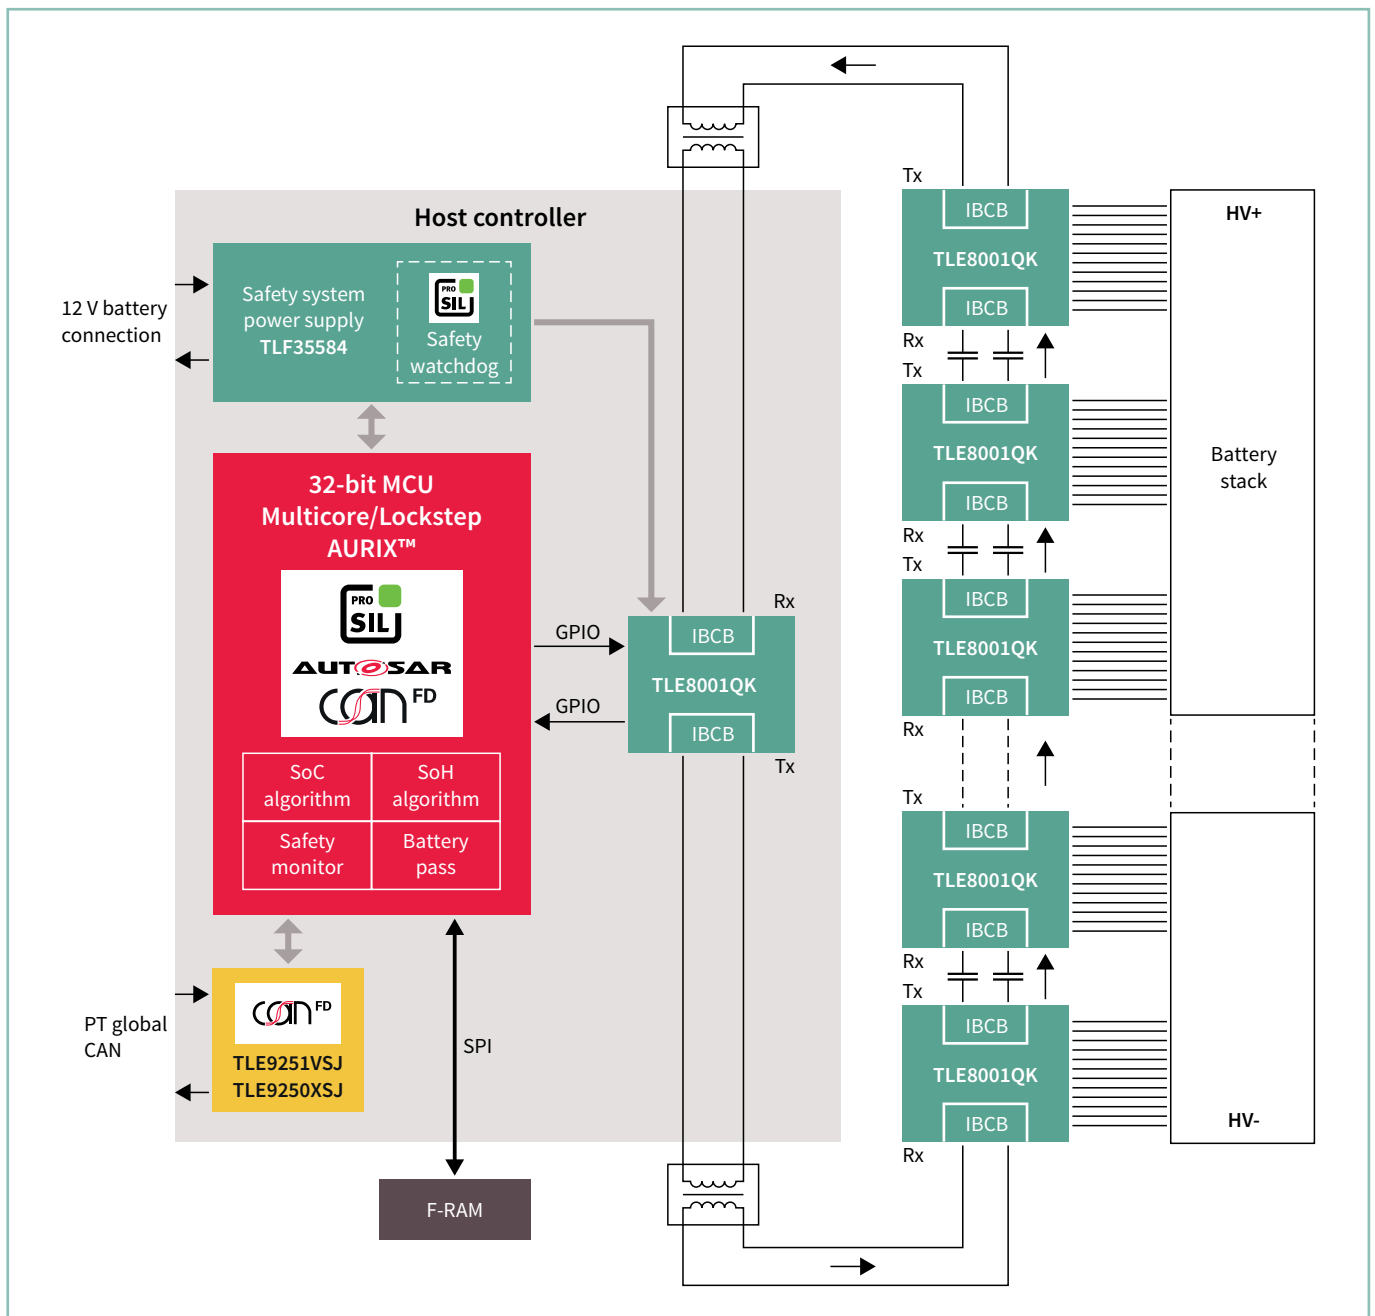 Host controller
12 V battery
connection
Safety system
power supply
TLF35584
PRO
SIL
Safety
watchdog
32-bit MCU
Multicore/Lockstep
AURIX™
PRO
SIL
AUTOSAR
CAN FD
SoC
algorithm
SoH
algorithm
Safety
monitor
Battery
pass
GPIO
GPIO
Rx
IBCB
TLE8001QK
IBCB
Tx
PT global
CAN
CAN FD
TLE9251VSJ
TLE9250XSJ
SPI
F-RAM
Tx
IBCB
TLE8001QK
IBCB
Rx
Tx
IBCB
TLE8001QK
IBCB
Rx
Tx
IBCB
TLE8001QK
IBCB
Rx
Tx
IBCB
TLE8001QK
IBCB
Rx
Tx
IBCB
TLE8001QK
IBCB
Rx
HV+
Battery
stack
HV-